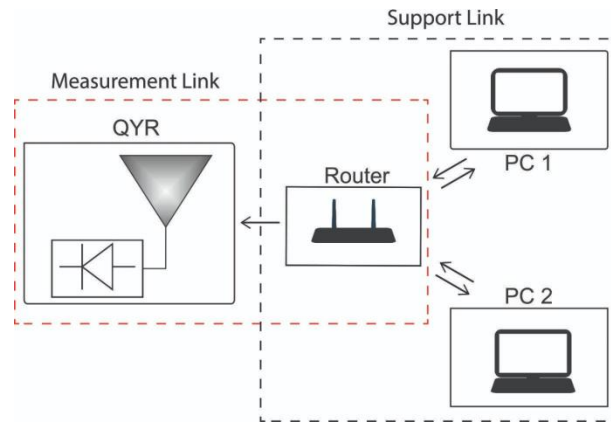 Support Link
Measurement Link
QYR
Router
PC 1
PC 2